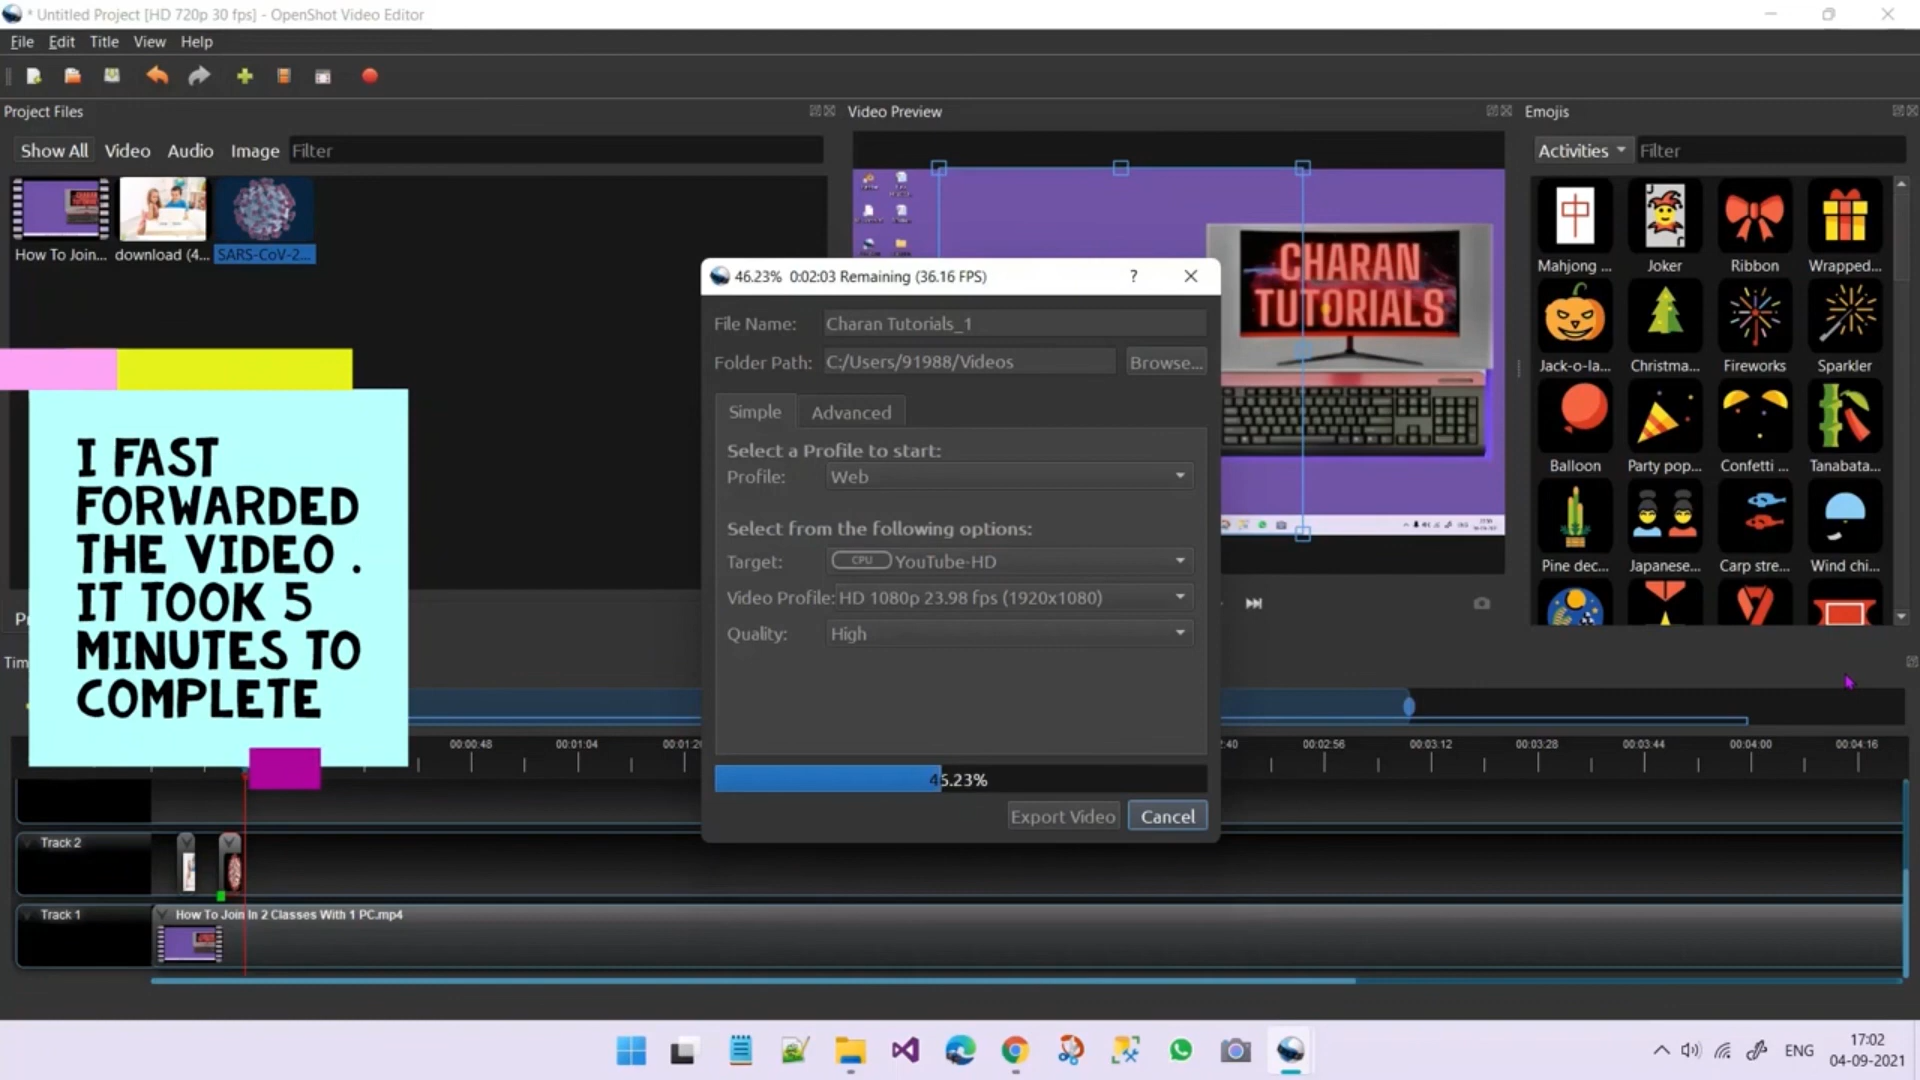 * Untitled Project [HD 720p 30 fps] - OpenShot Video Editor
File Edit Title View Help
Project Files
Video Preview
Emojis
Show All Video Audio Image Filter
Activities Filter
How To Join... download (4... SARS-CoV-2...
CHARAN
TUTORIALS
Mahjong ... Joker Ribbon Wrapped...
Jack-o-la... Christma... Fireworks Sparkler
Balloon Party pop... Confetti ... Tanabata...
Pine dec... Japanese... Carp stre... Wind chi...
46.23% 0:02:03 Remaining (36.16 FPS) ?
File Name: Charan Tutorials_1
Folder Path: C:/Users/91988/Videos Browse...
Simple Advanced
Select a Profile to start:
Profile: Web
Select from the following options:
Target: CPU YouTube-HD
Video Profile: HD 1080p 23.98 fps (1920x1080)
Quality: High
46.23%
Export Video Cancel
I FAST
FORWARDED
THE VIDEO .
IT TOOK 5
MINUTES TO
COMPLETE
00:00:48 00:01:04 00:01:20 2:40 00:02:56 00:03:12 00:03:28 00:03:44 00:04:00 00:04:16
Track 2
Track 1
How To Join In 2 Classes With 1 PC.mp4
ENG
17:02
04-09-2021